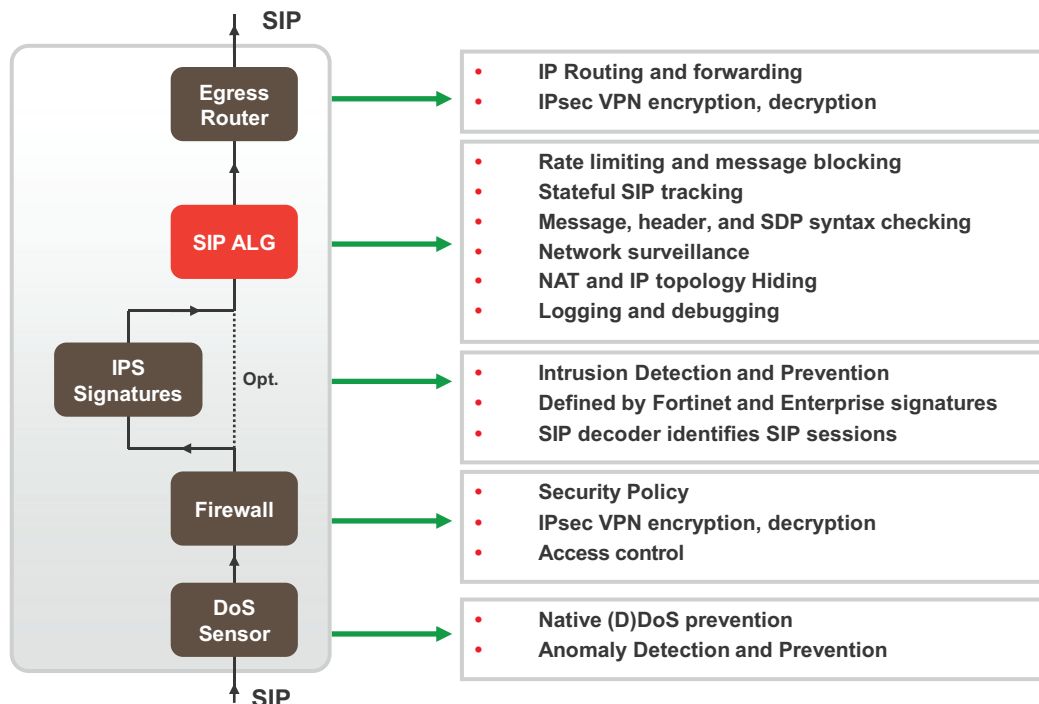 SIP
Egress
Router
• IP Routing and forwarding
• IPsec VPN encryption, decryption
SIP ALG
• Rate limiting and message blocking
• Stateful SIP tracking
• Message, header, and SDP syntax checking
• Network surveillance
• NAT and IP topology Hiding
• Logging and debugging
IPS
Signatures
Opt.
• Intrusion Detection and Prevention
• Defined by Fortinet and Enterprise signatures
• SIP decoder identifies SIP sessions
Firewall
• Security Policy
• IPsec VPN encryption, decryption
• Access control
DoS
Sensor
• Native (D)DoS prevention
• Anomaly Detection and Prevention
SIP